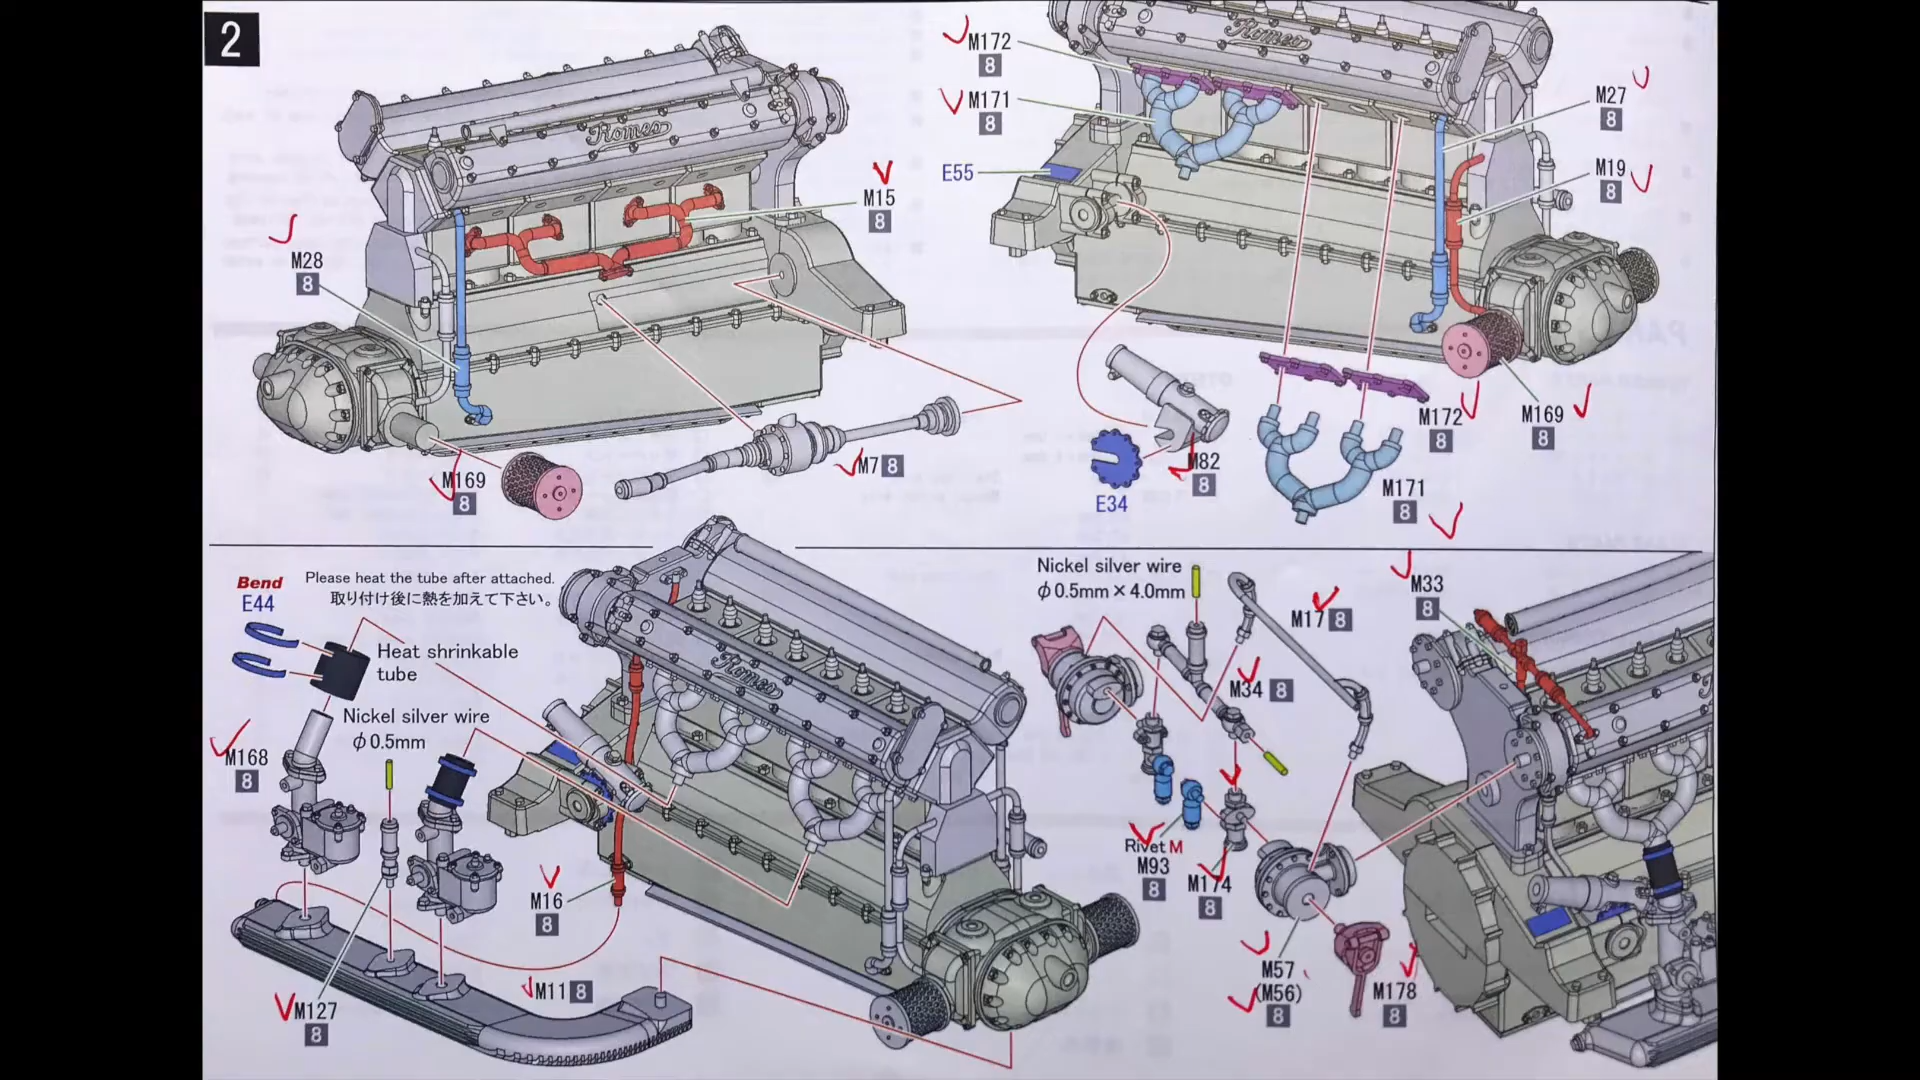 2
Romeo
M15
8
M28
8
M169
8
M7 8
Romeo
M172
8
M171
8
E55
M27
8
M19
8
M82
8
E34
M172
8
M169
8
M171
8
Bend
E44
Please heat the tube after attached.
取り付け後に熱を加えて下さい。
Heat shrinkable
tube
Nickel silver wire
φ0.5mm
M168
8
M127
8
M16
8
M11 8
Romeo
Nickel silver wire
φ0.5mm×4.0mm
M17 8
M34 8
Rivet M
M93
8
M174
8
M57
(M56)
8
M178
8
M33
8